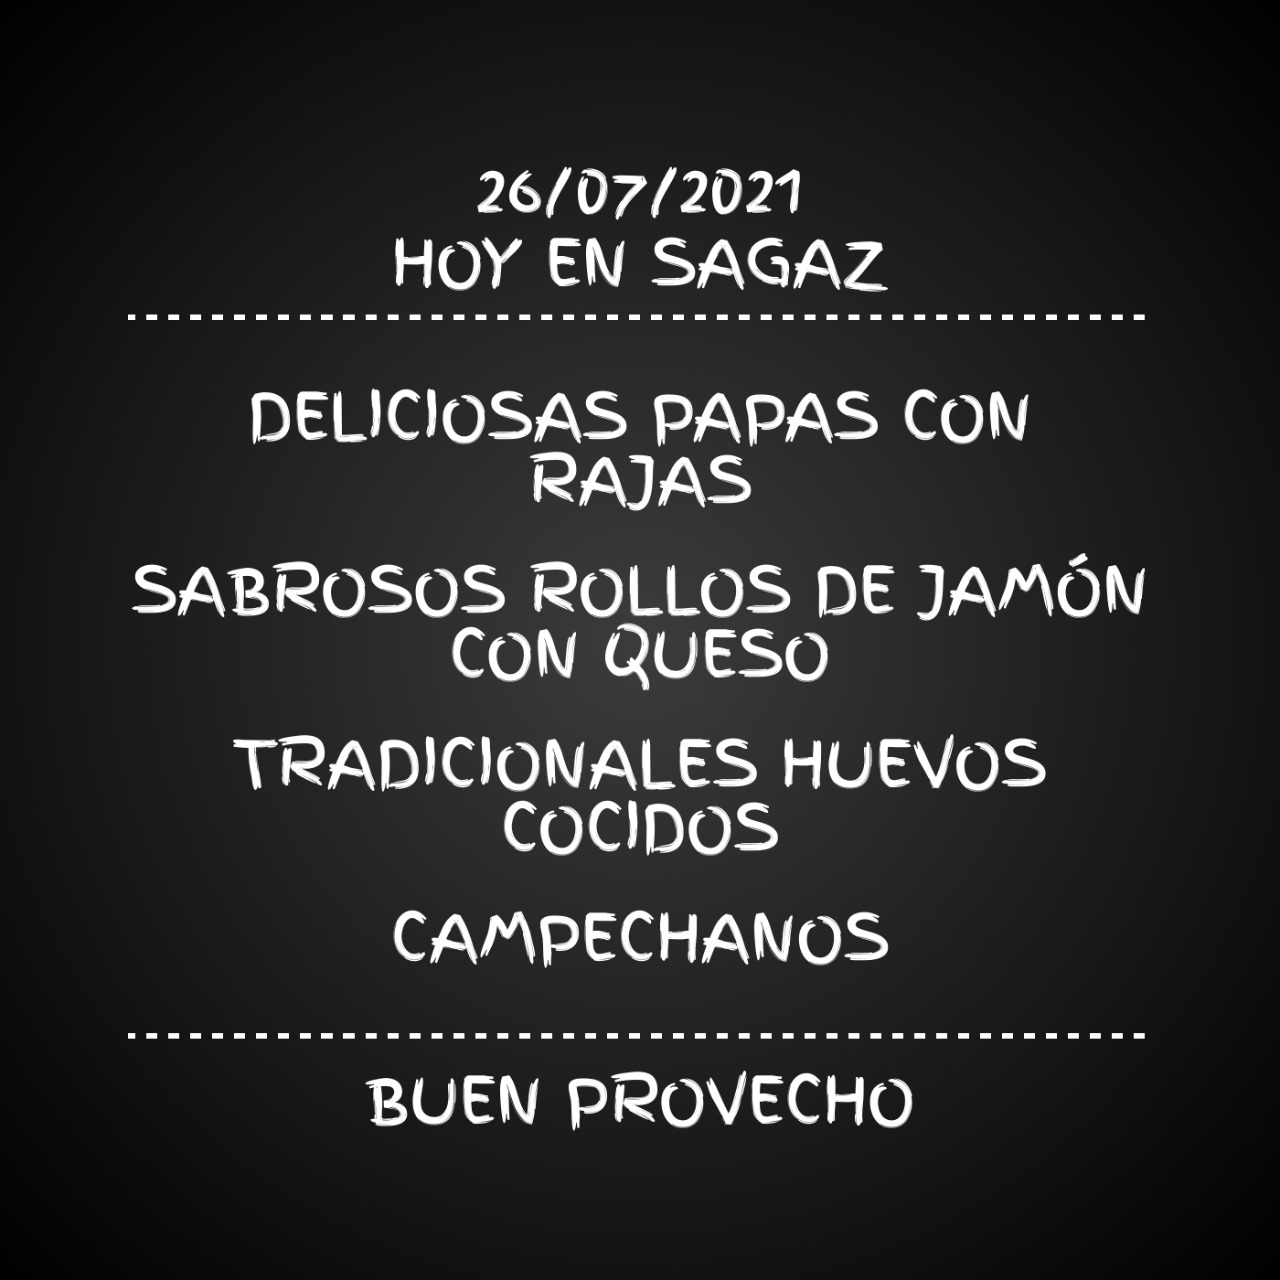 26/07/2021
HOY EN SAGAZ
DELICIOSAS PAPAS CON
RAJAS
SABROSOS ROLLOS DE JAMÓN
CON QUESO
TRADICIONALES HUEVOS
COCIDOS
CAMPECHANOS
BUEN PROVECHO